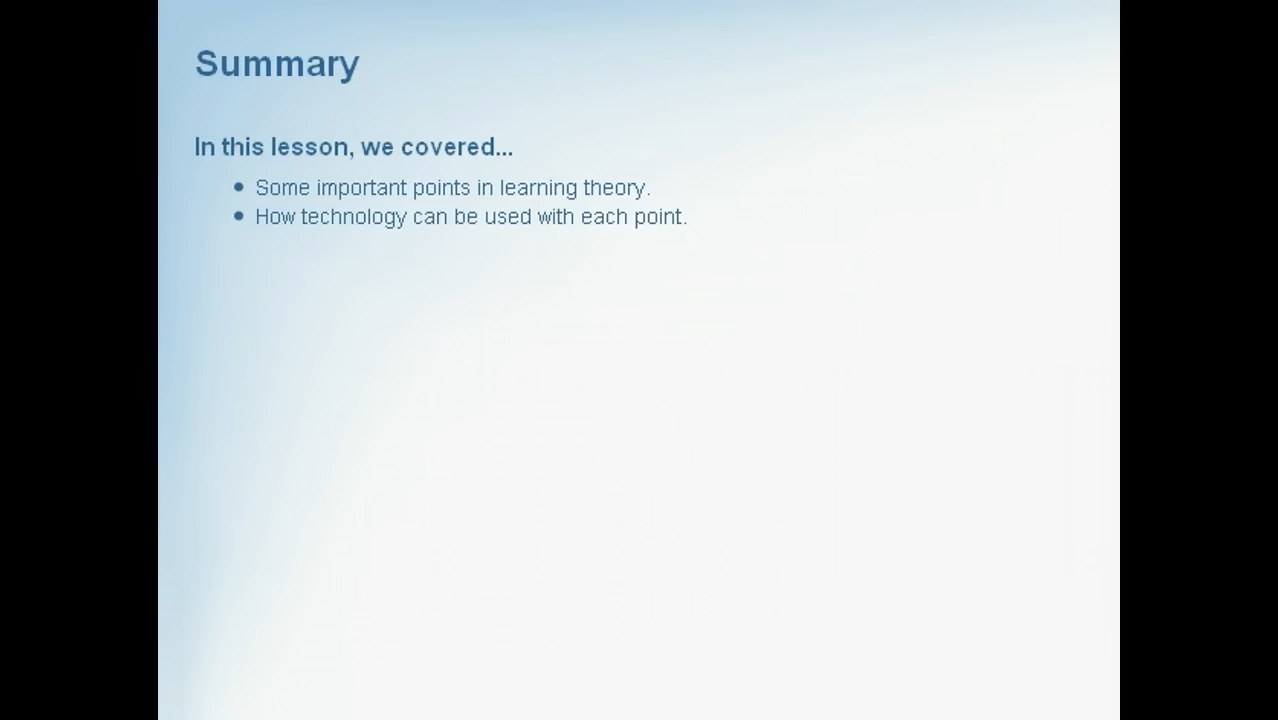 Summary
In this lesson, we covered...
• Some important points in learning theory.
• How technology can be used with each point.